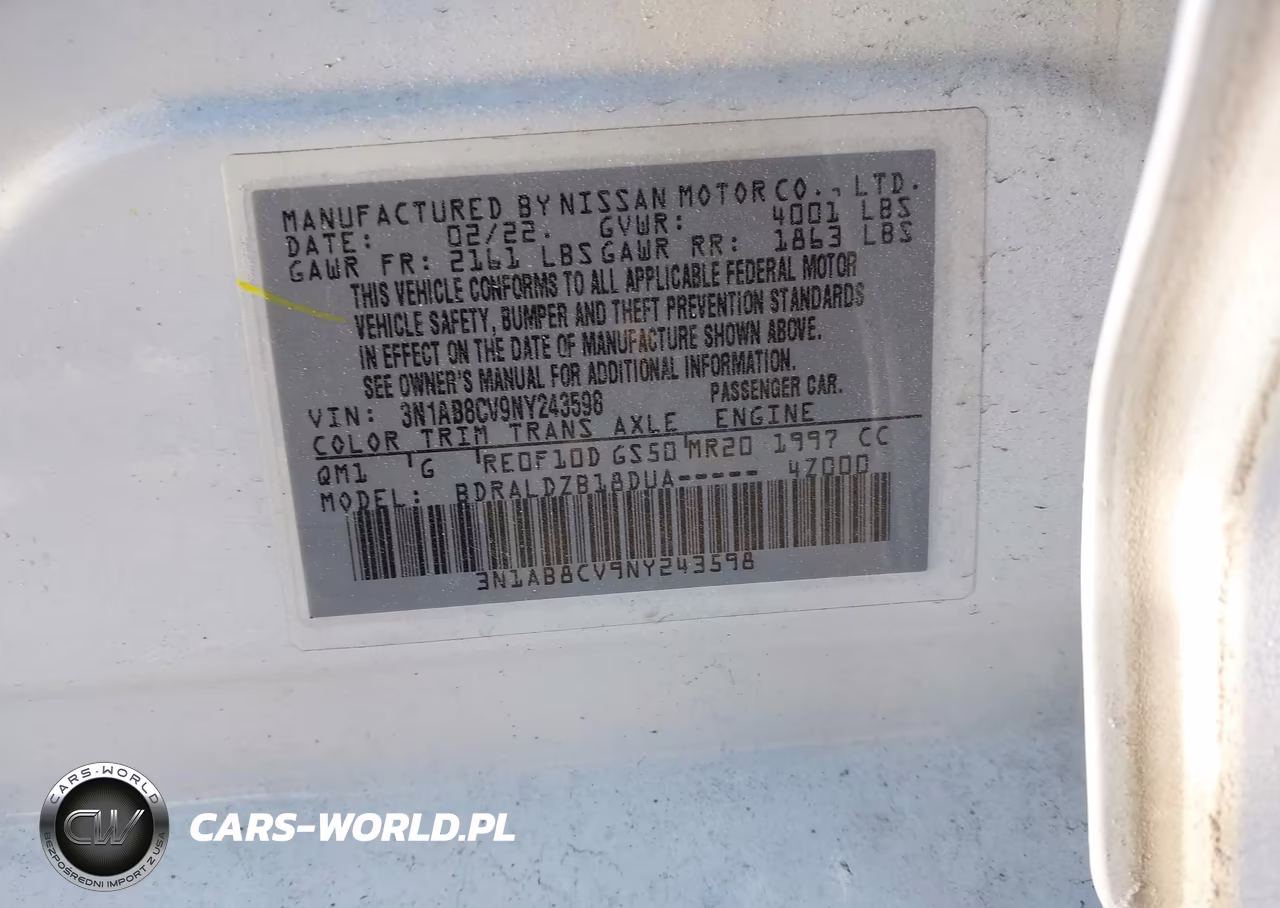 MANUFACTURED BY NISSAN MOTOR CO., LTD.
DATE: 02/22. GVWR: 4001 LBS
GAWR FR: 2161 LBS GAWR RR: 1863 LBS
THIS VEHICLE CONFORMS TO ALL APPLICABLE FEDERAL MOTOR
VEHICLE SAFETY, BUMPER AND THEFT PREVENTION STANDARDS
IN EFFECT ON THE DATE OF MANUFACTURE SHOWN ABOVE.
SEE OWNER'S MANUAL FOR ADDITIONAL INFORMATION.
VIN: 3N1AB8CV9NY243598 PASSENGER CAR.
COLOR TRIM TRANS AXLE ENGINE
QM1 G RE0F10D GS50 MR20 1997 CC
MODEL: BDRALDZB18DUA----- 4Z000
3N1AB8CV9NY243598
CARS-WORLD
CW
BEZPOŚREDNI IMPORT Z USA
CARS-WORLD.PL